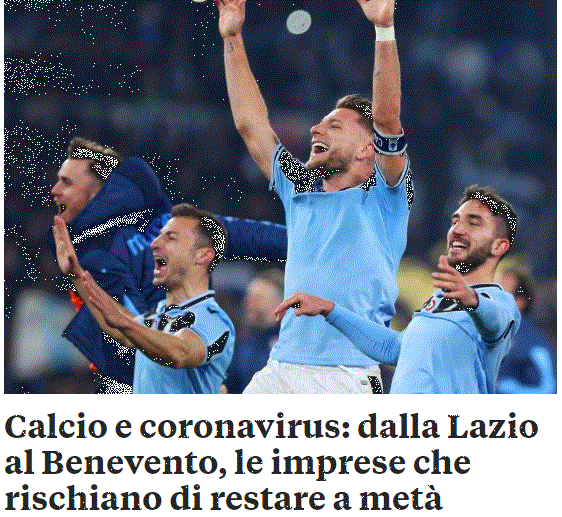 Calcio e coronavirus: dalla Lazio
al Benevento, le imprese che
rischiano di restare a metà